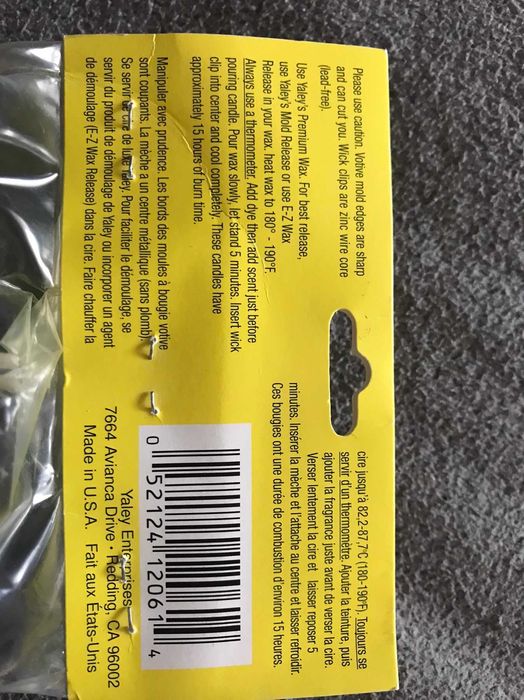 Please use caution. Votive mold edges are sharp
and can cut you. Wick clips are zinc wire core
(lead-free).
Use Yaley's Premium Wax. For best release,
use Yaley's Mold Release or use E-Z Wax
Release in your wax. heat wax to 180° - 190°F.
Always use a thermometer. Add dye then add scent just before
pouring candle. Pour wax slowly, let stand 5 minutes. Insert wick
clip into center and cool completely. These candles have
approximately 15 hours of burn time.
Manipuler avec prudence. Les bords des moules à bougie votive
sont coupants. La mèche a un centre métallique (sans plomb)
Se servir de cire de Yaley. Pour faciliter le démoulage, se
servir du produit de démoulage de Yaley ou incorporer un agent
de démoulage (E-Z Wax Release) dans la cire. Faire chauffer la
cire jusqu'à 82,2-87,7°C (180-190°F). Toujours se
servir d'un thermomètre. Ajouter la teinture, puis
ajouter la fragrance juste avant de verser la cire.
Verser lentement la cire et laisser reposer 5
minutes. Insérer la mèche et l'attache au centre et laisser refroidir.
Ces bougies ont une durée de combustion d'environ 15 heures.
0 52124 12061 4
Yaley Enterprises
7664 Avianca Drive • Redding, CA 96002
Made in U.S.A. Fait aux Etats-Unis